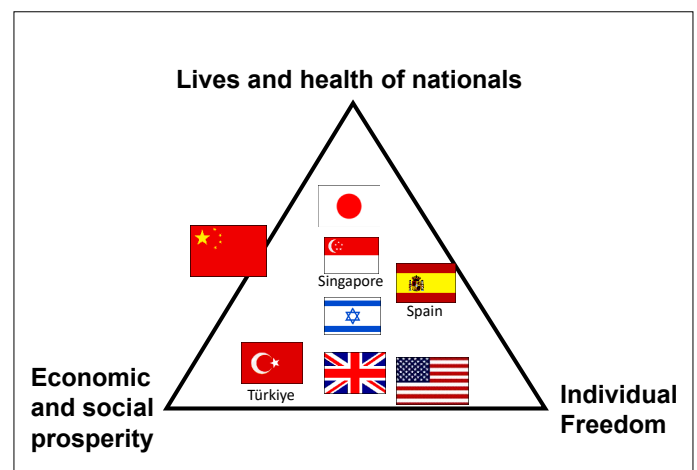 Lives and health of nationals
Singapore
Spain
Türkiye
Economic
and social
prosperity
Individual
Freedom